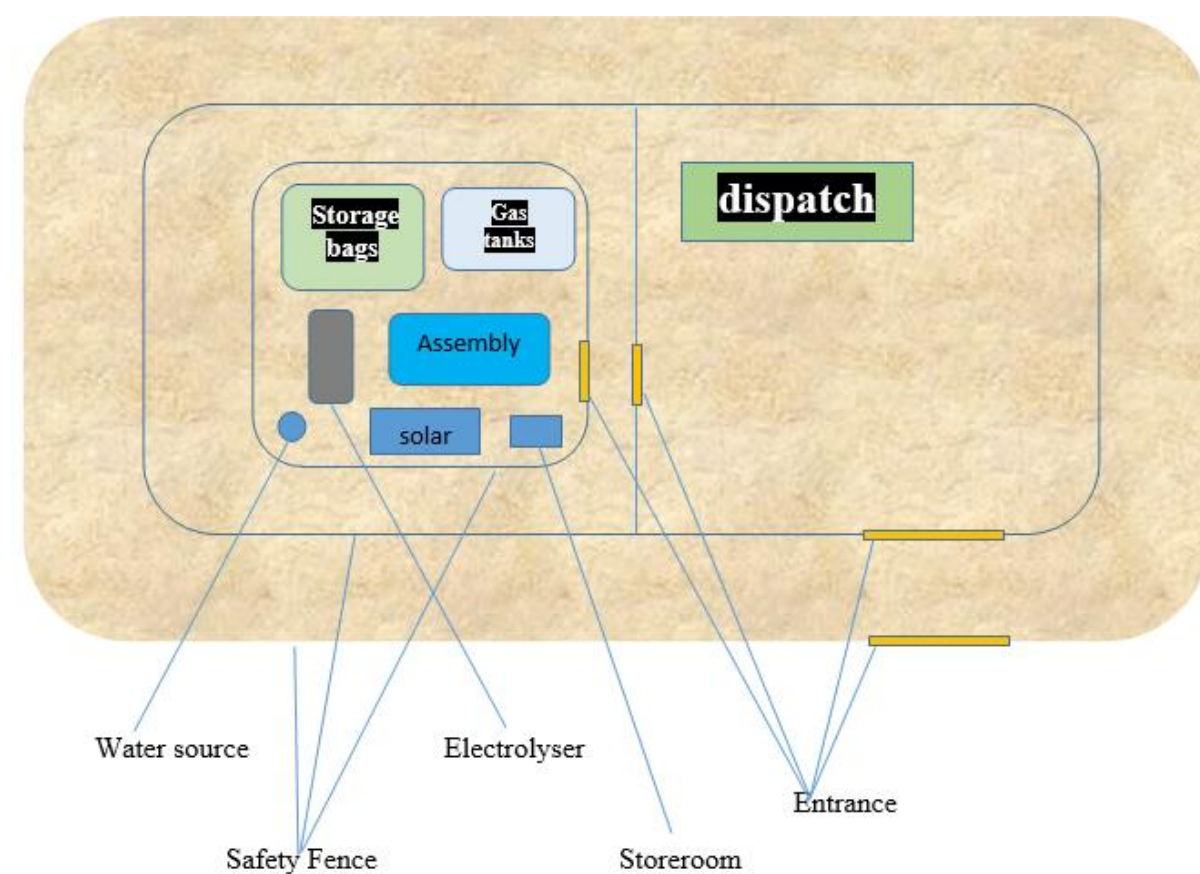 Storage
bags
Gas
tanks
dispatch
Assembly
solar
Water source
Electrolyser
Entrance
Safety Fence
Storeroom